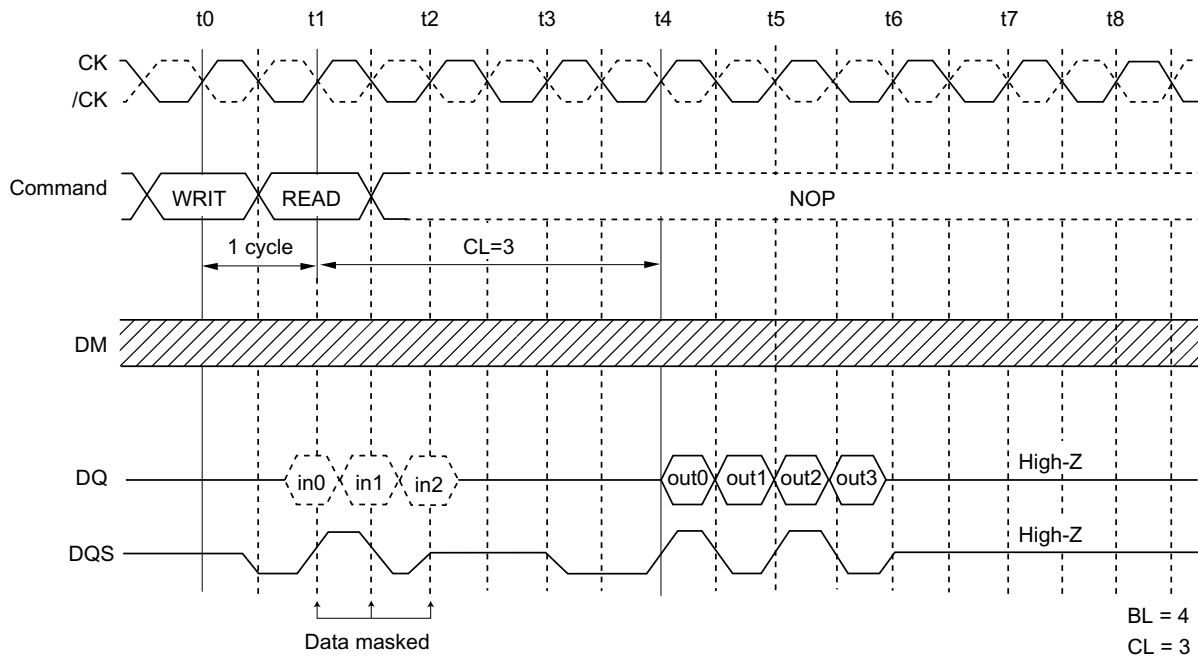 t0 t1 t2 t3 t4 t5 t6 t7 t8
CK
/CK
Command WRIT READ NOP
1 cycle CL=3
DM
DQ in0 in1 in2 out0 out1 out2 out3 High-Z
DQS High-Z
Data masked
BL = 4
CL = 3